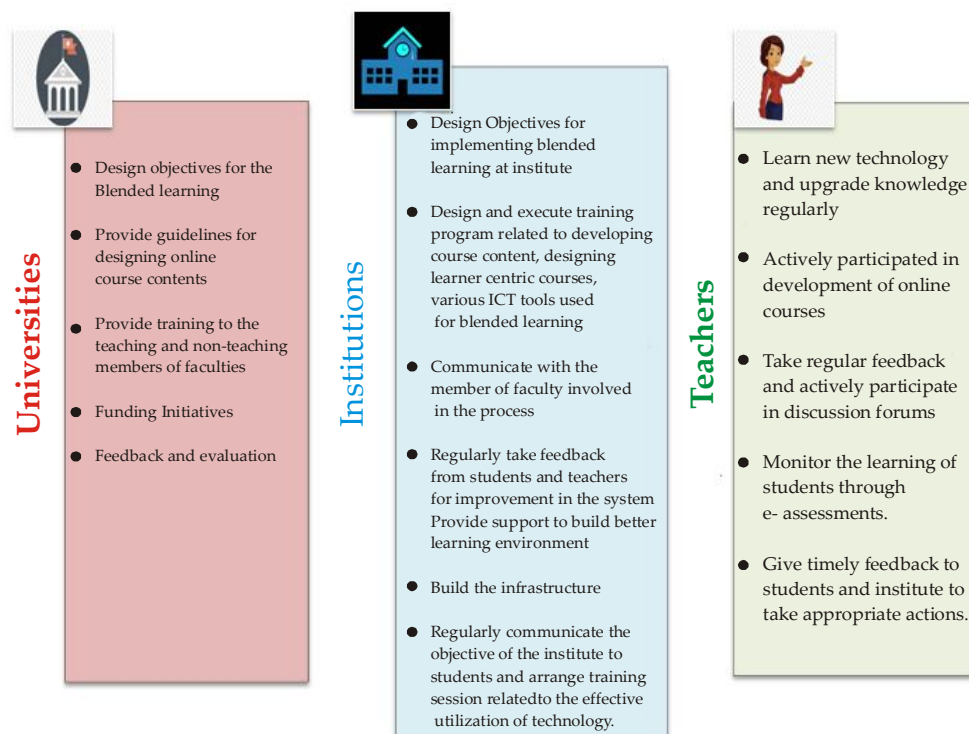 Universities
● Design objectives for the
Blended learning
● Provide guidelines for
designing online
course contents
● Provide training to the
teaching and non-teaching
members of faculties
● Funding Initiatives
● Feedback and evaluation
Institutions
● Design Objectives for
implementing blended
learning at institute
● Design and execute training
program related to developing
course content, designing
learner centric courses,
various ICT tools used
for blended learning
● Communicate with the
member of faculty involved
in the process
● Regularly take feedback
from students and teachers
for improvement in the system
Provide support to build better
learning environment
● Build the infrastructure
● Regularly communicate the
objective of the institute to
students and arrange training
session relatedto the effective
utilization of technology.
Teachers
● Learn new technology
and upgrade knowledge
regularly
● Actively participated in
development of online
courses
● Take regular feedback
and actively participate
in discussion forums
● Monitor the learning of
students through
e- assessments.
● Give timely feedback to
students and institute to
take appropriate actions.